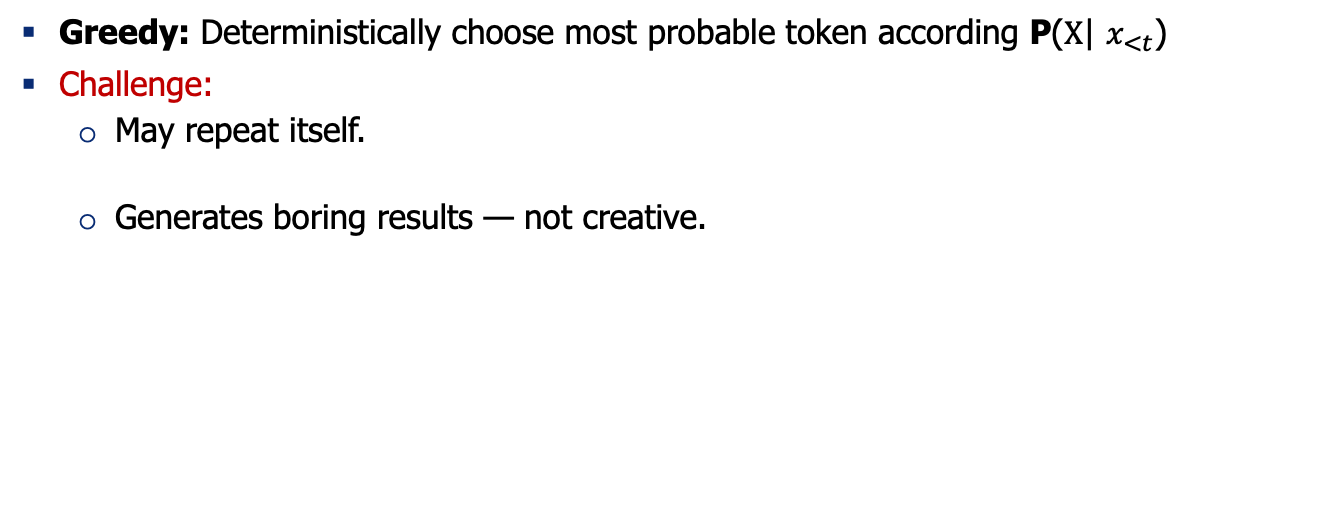 ▪ Greedy: Deterministically choose most probable token according P(X| x<t)
▪ Challenge:
○ May repeat itself.
○ Generates boring results — not creative.